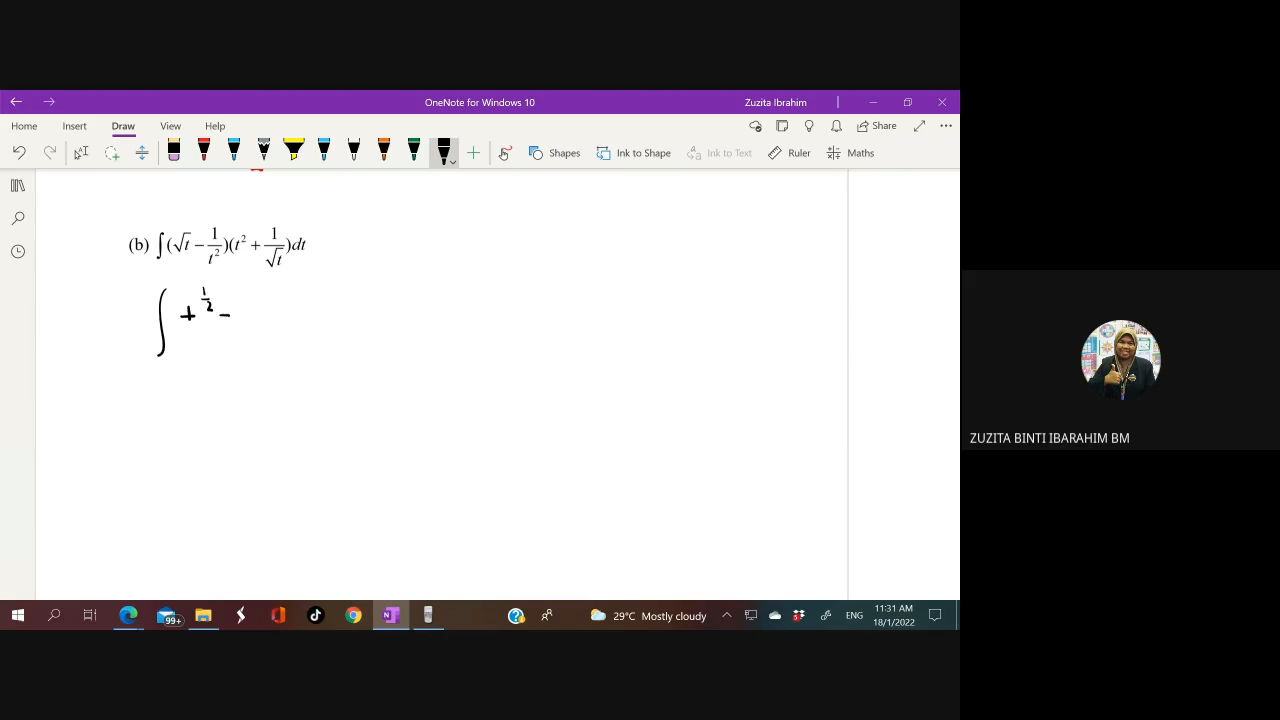 OneNote for Windows 10
Zuzita Ibrahim
Home Insert Draw View Help
Share
Shapes Ink to Shape Ink to Text Ruler Maths
(b) ∫(√t − 1/t²)(t² + 1/√t)dt
∫ t^(1/2) −
ZUZITA BINTI IBARAHIM BM
99+
29°C Mostly cloudy
5
ENG
11:31 AM
18/1/2022